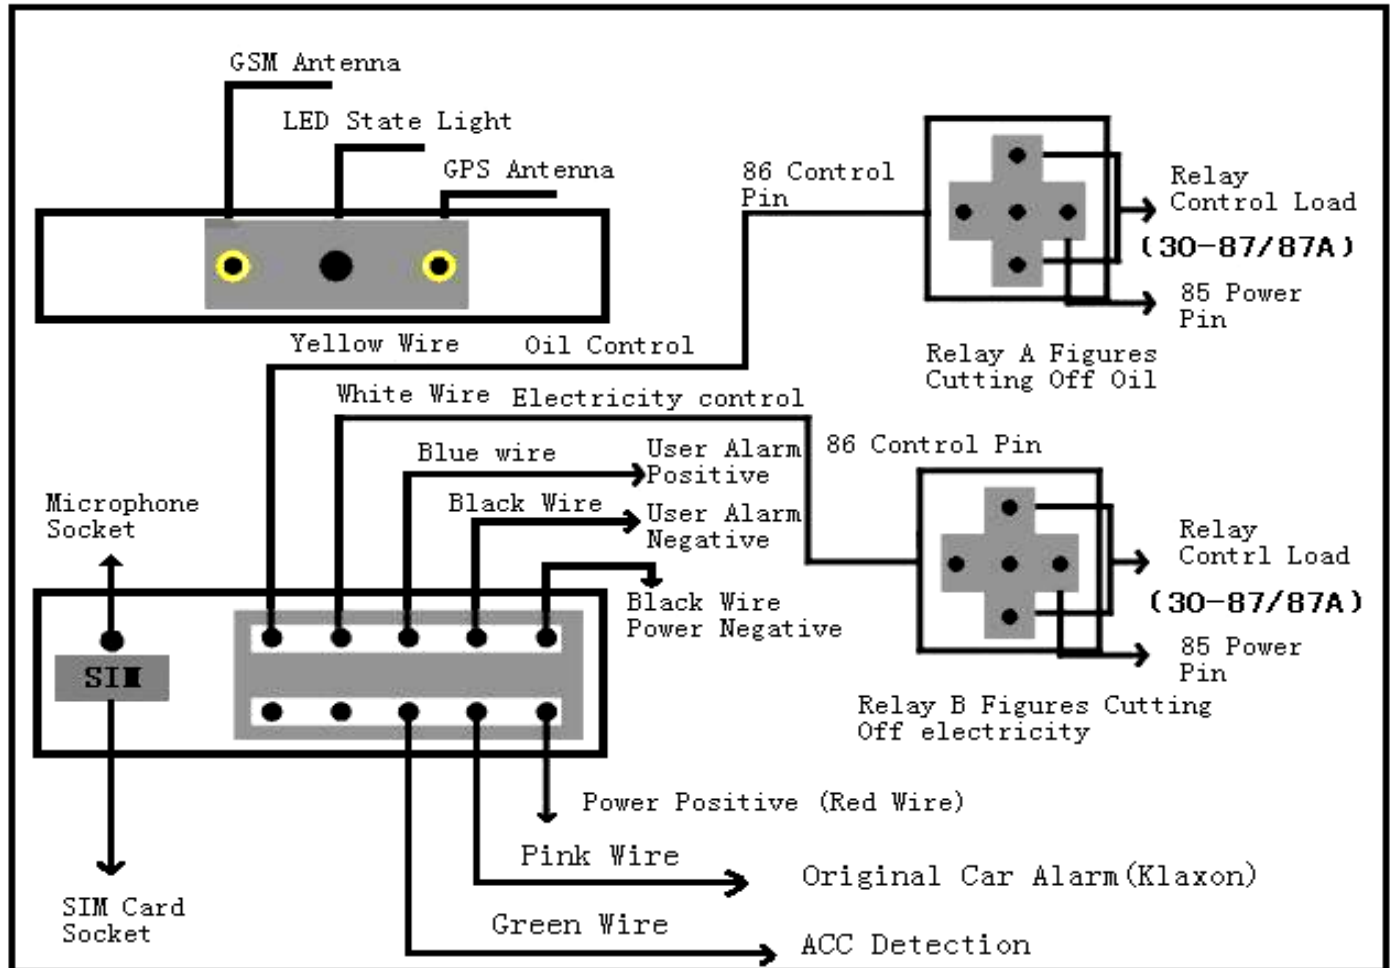 GSM Antenna
LED State Light
GPS Antenna
86 Control
Pin
Relay
Control Load
(30-87/87A)
85 Power
Pin
Relay A Figures
Cutting Off Oil
Yellow Wire
Oil Control
White Wire
Electricity control
86 Control Pin
Blue wire
User Alarm
Positive
Black Wire
User Alarm
Negative
Black Wire
Power Negative
Microphone
Socket
SIM
Relay
Contrl Load
(30-87/87A)
85 Power
Pin
Relay B Figures Cutting
Off electricity
Power Positive (Red Wire)
Pink Wire
Original Car Alarm(Klaxon)
Green Wire
ACC Detection
SIM Card
Socket